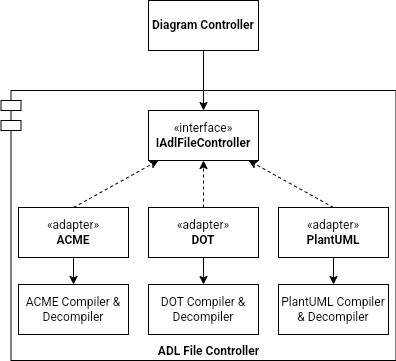 Diagram Controller
«interface»
IAdlFileController
«adapter»
ACME
«adapter»
DOT
«adapter»
PlantUML
ACME Compiler &
Decompiler
DOT Compiler &
Decompiler
PlantUML Compiler
& Decompiler
ADL File Controller